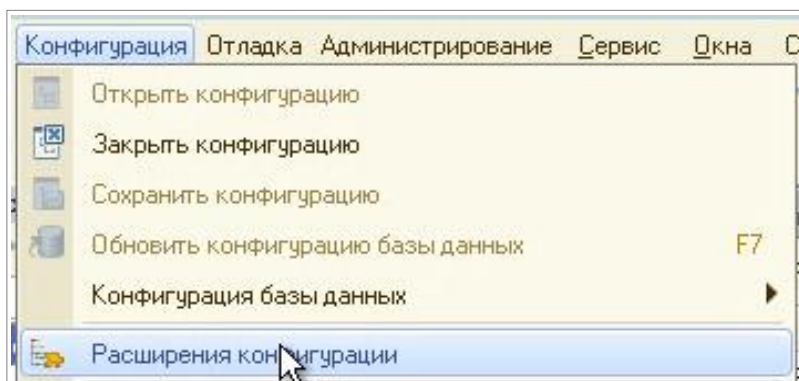 Конфигурация Отладка Администрирование Сервис Окна С
Открыть конфигурацию
Закрыть конфигурацию
Сохранить конфигурацию
Обновить конфигурацию базы данных F7
Конфигурация базы данных
Расширения конфигурации